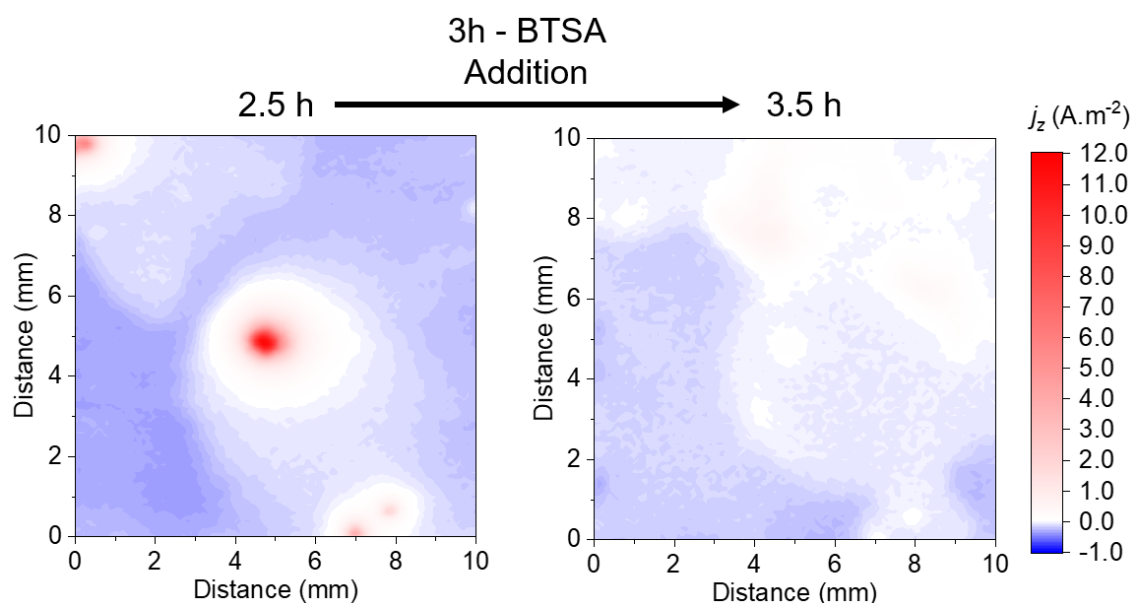 3h - BTSA
Addition
2.5 h
3.5 h
j_z (A.m⁻²)
10
8
6
4
2
0
Distance (mm)
0 2 4 6 8 10
Distance (mm)
10
8
6
4
2
0
Distance (mm)
0 2 4 6 8 10
Distance (mm)
12.0
11.0
10.0
9.0
8.0
7.0
6.0
5.0
4.0
3.0
2.0
1.0
0.0
-1.0